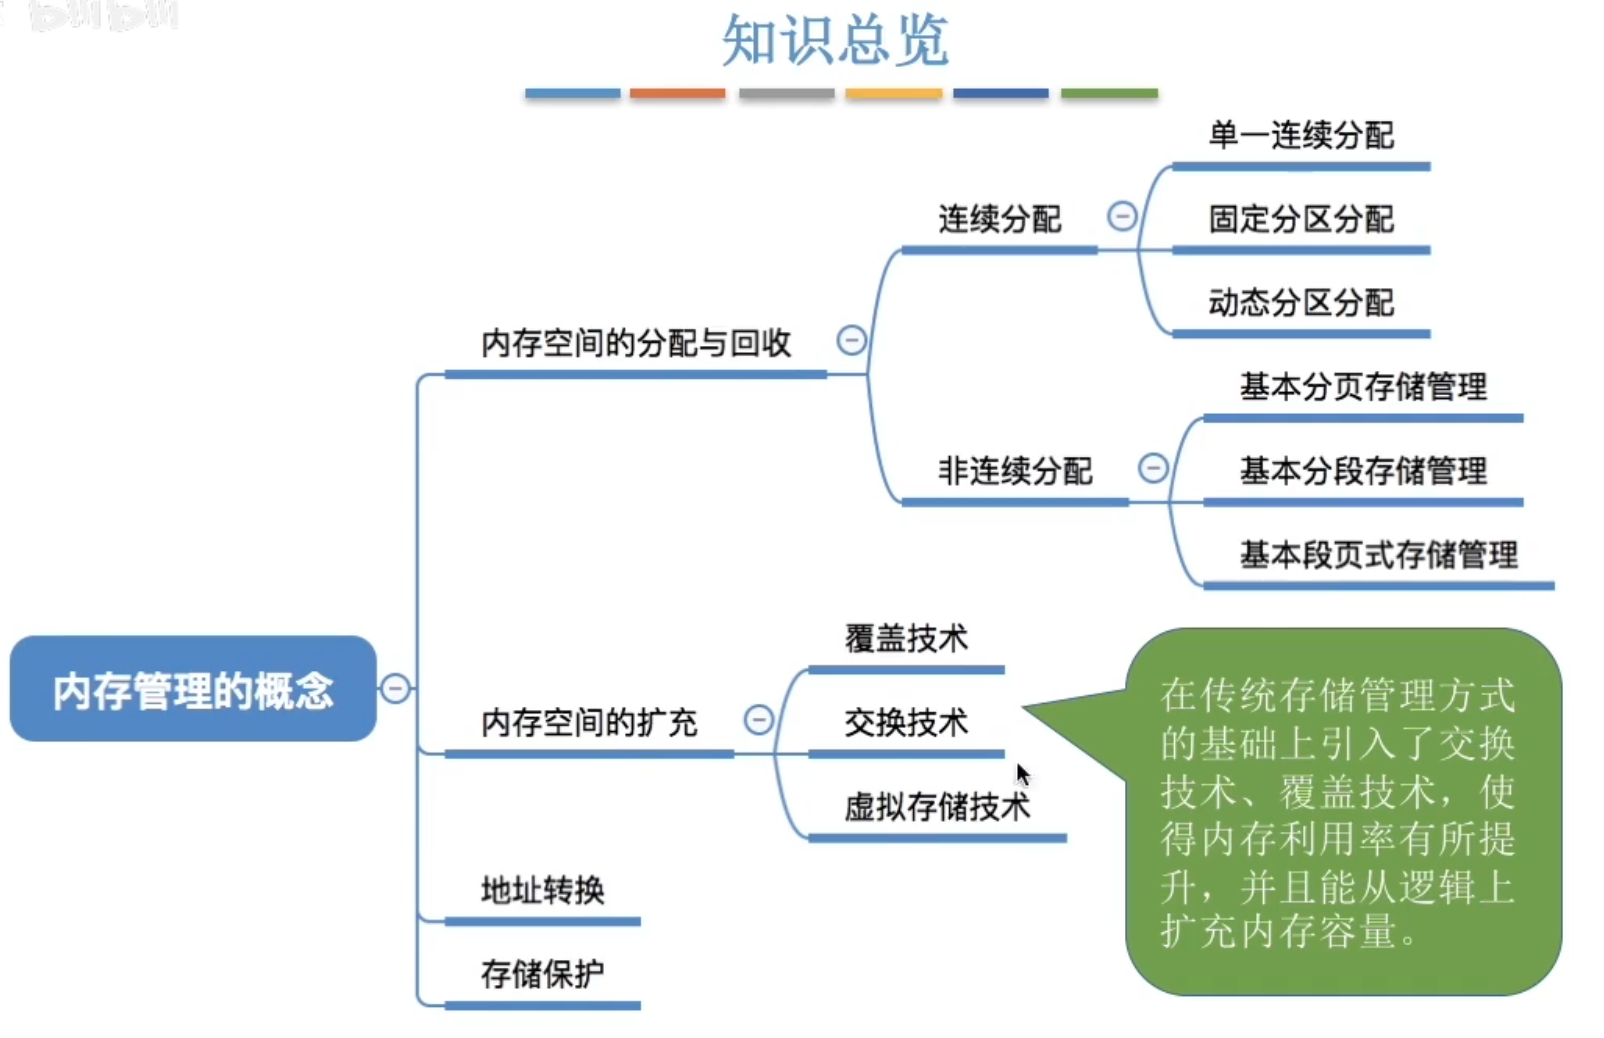 bilibili
知识总览
单一连续分配
连续分配
固定分区分配
动态分区分配
内存空间的分配与回收
基本分页存储管理
非连续分配
基本分段存储管理
基本段页式存储管理
内存管理的概念
覆盖技术
内存空间的扩充
交换技术
虚拟存储技术
在传统存储管理方式
的基础上引入了交换
技术、覆盖技术，使
得内存利用率有所提
升，并且能从逻辑上
扩充内存容量。
地址转换
存储保护